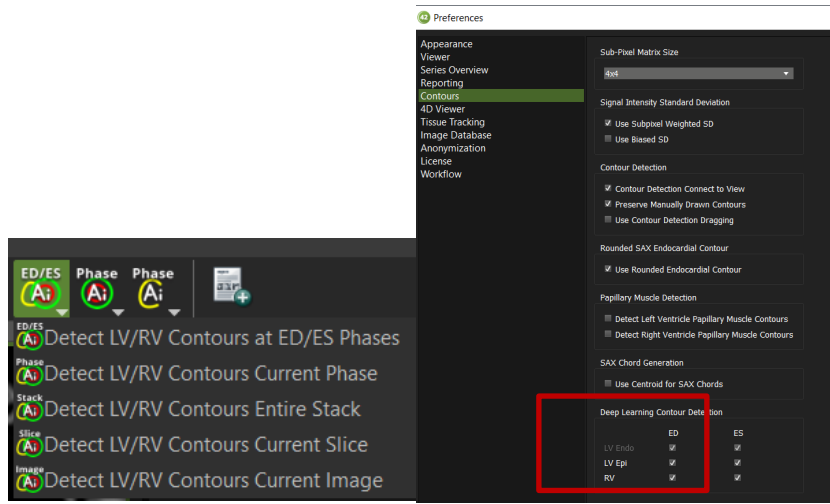 ED/ES Phase Phase
Ai Ai Ai
ED/ES Ai Detect LV/RV Contours at ED/ES Phases
Phase Ai Detect LV/RV Contours Current Phase
Stack Ai Detect LV/RV Contours Entire Stack
Slice Ai Detect LV/RV Contours Current Slice
Image Ai Detect LV/RV Contours Current Image
42 Preferences
Appearance
Viewer
Series Overview
Reporting
Contours
4D Viewer
Tissue Tracking
Image Database
Anonymization
License
Workflow
Sub-Pixel Matrix Size
4x4
Signal Intensity Standard Deviation
Use Subpixel Weighted SD
Use Biased SD
Contour Detection
Contour Detection Connect to View
Preserve Manually Drawn Contours
Use Contour Detection Dragging
Rounded SAX Endocardial Contour
Use Rounded Endocardial Contour
Papillary Muscle Detection
Detect Left Ventricle Papillary Muscle Contours
Detect Right Ventricle Papillary Muscle Contours
SAX Chord Generation
Use Centroid for SAX Chords
Deep Learning Contour Detection
ED ES
LV Endo
LV Epi
RV